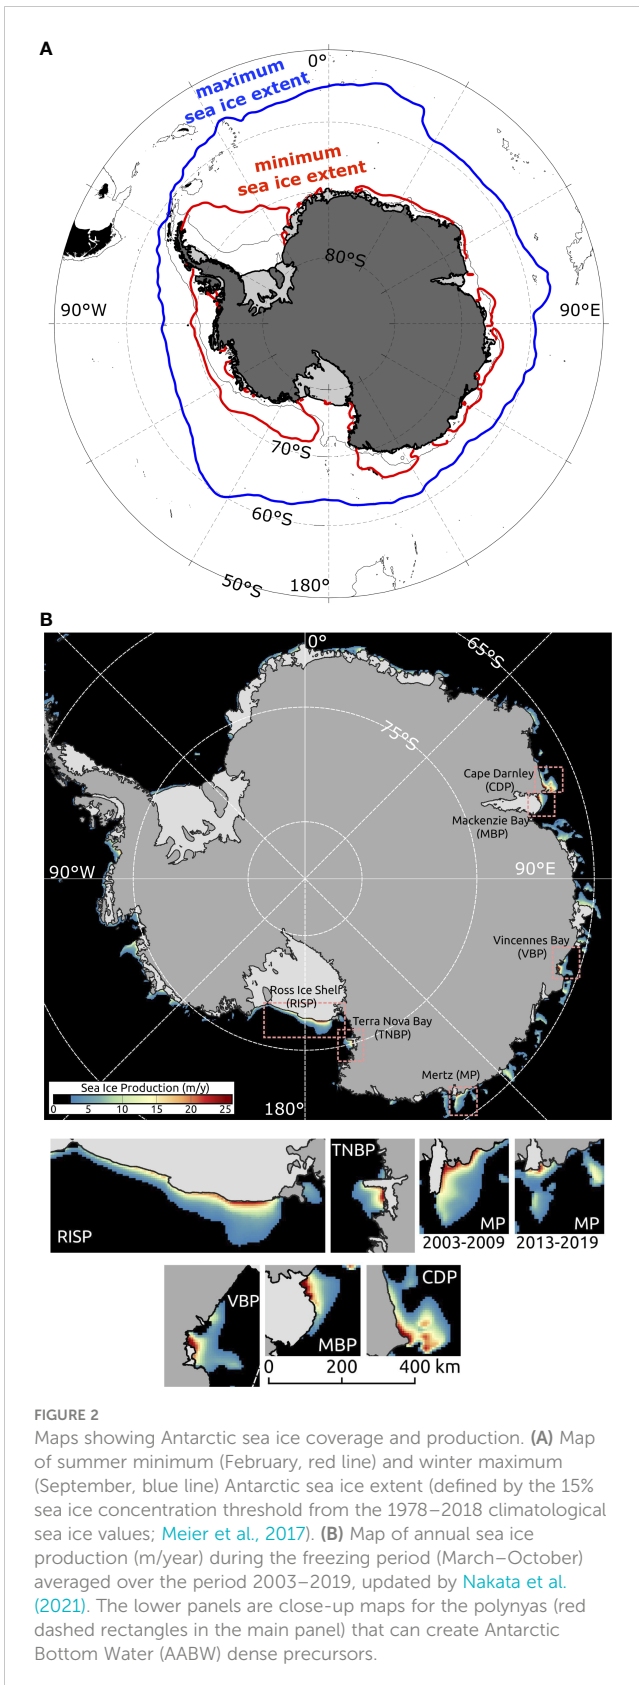 A
0°
maximum
sea ice extent
minimum
sea ice extent
80°S
90°W
90°E
70°S
60°S
50°S
180°
B
0°
65°S
75°S
Cape Darnley
(CDP)
Mackenzie Bay
(MBP)
90°W
90°E
Vincennes Bay
(VBP)
Ross Ice Shelf
(RISP)
Terra Nova Bay
(TNBP)
Mertz (MP)
Sea Ice Production (m/y)
0 5 10 15 20 25
180°
RISP
TNBP
MP
2003-2009
MP
2013-2019
VBP
MBP
CDP
0 200 400 km
FIGURE 2
Maps showing Antarctic sea ice coverage and production. (A) Map
of summer minimum (February, red line) and winter maximum
(September, blue line) Antarctic sea ice extent (defined by the 15%
sea ice concentration threshold from the 1978–2018 climatological
sea ice values; Meier et al., 2017). (B) Map of annual sea ice
production (m/year) during the freezing period (March–October)
averaged over the period 2003–2019, updated by Nakata et al.
(2021). The lower panels are close-up maps for the polynyas (red
dashed rectangles in the main panel) that can create Antarctic
Bottom Water (AABW) dense precursors.